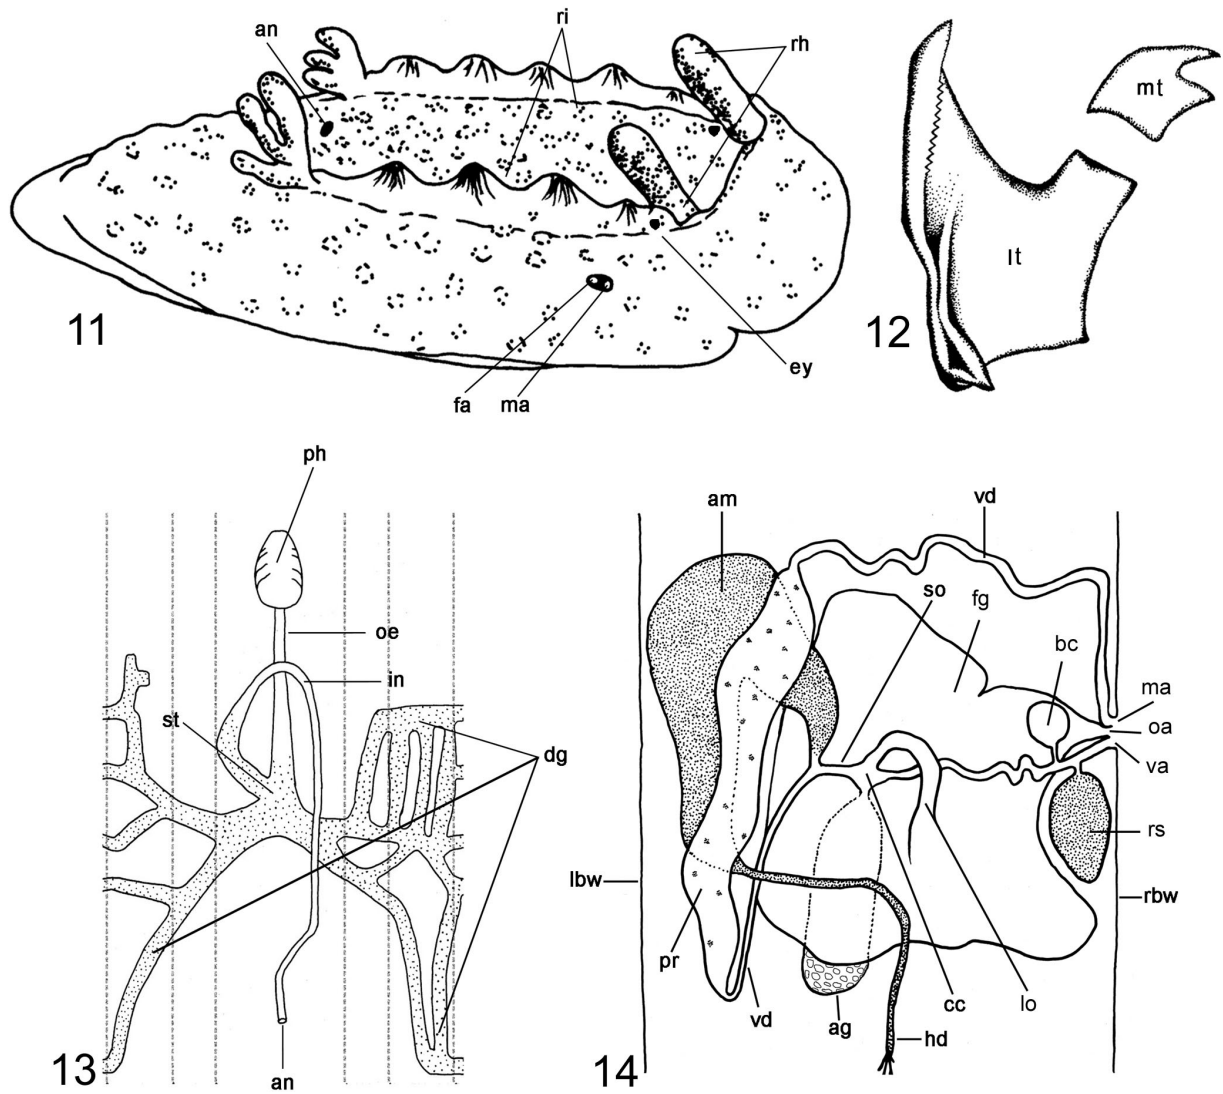 an
ri
rh
11
fa
ma
ey
12
mt
lt
ph
oe
in
st
dg
13
an
am
vd
so
fg
bc
ma
oa
va
rs
lbw
rbw
pr
vd
ag
hd
cc
lo
14